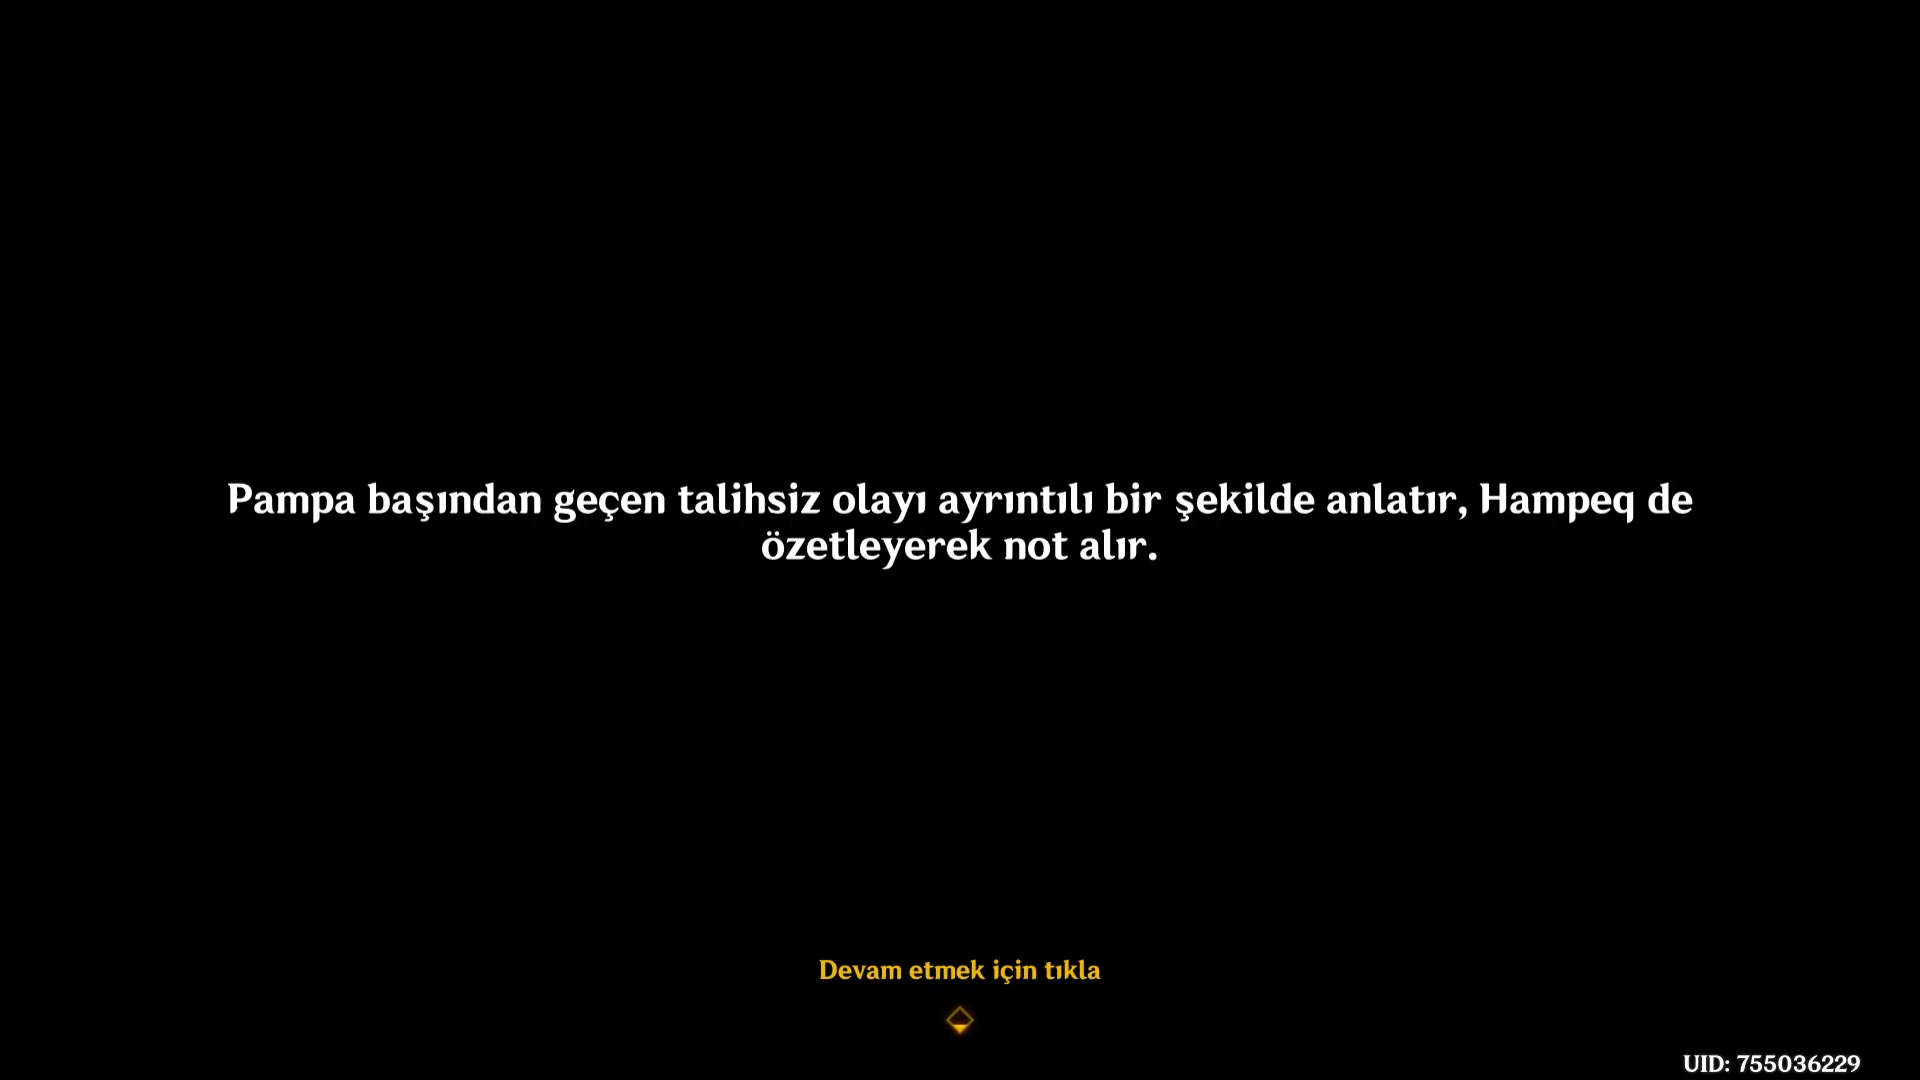 Pampa başından geçen talihsiz olayı ayrıntılı bir şekilde anlatır, Hampeq de
özetleyerek not alır.
Devam etmek için tıkla
UID: 755036229